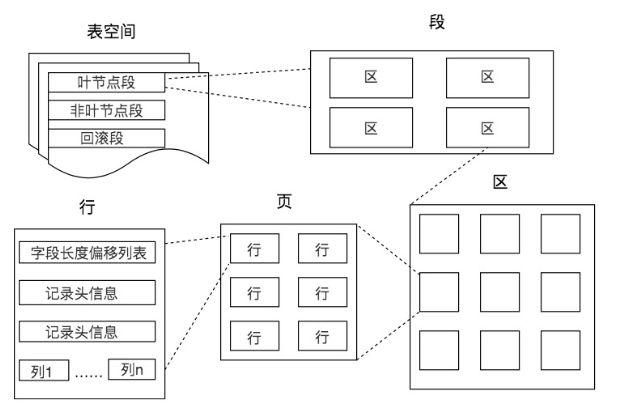 表空间
段
叶节点段
非叶节点段
回滚段
区
区
区
区
行
页
区
字段长度偏移列表
记录头信息
记录头信息
列1 ...... 列n
行 行
行 行
行 行